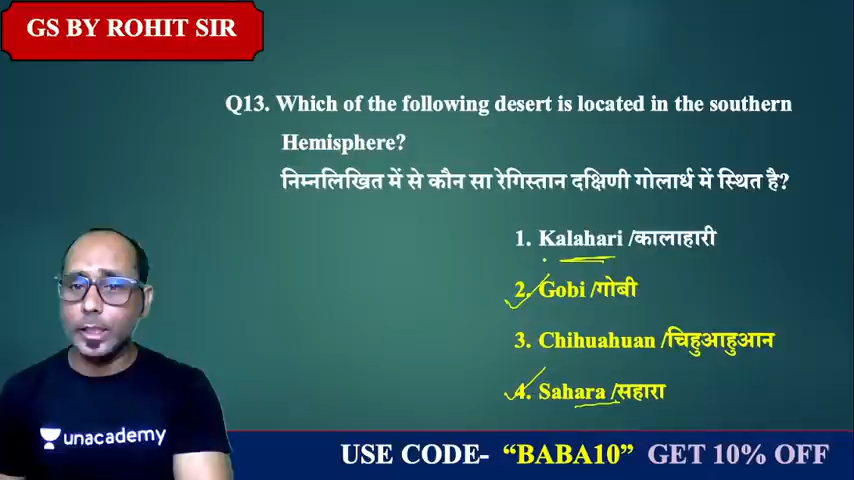 GS BY ROHIT SIR
Q13. Which of the following desert is located in the southern
Hemisphere?
निम्नलिखित में से कौन सा रेगिस्तान दक्षिणी गोलार्ध में स्थित है?
1. Kalahari /कालाहारी
2. Gobi /गोबी
3. Chihuahuan /चिहुआहुआन
4. Sahara /सहारा
unacademy
USE CODE- “BABA10” GET 10% OFF